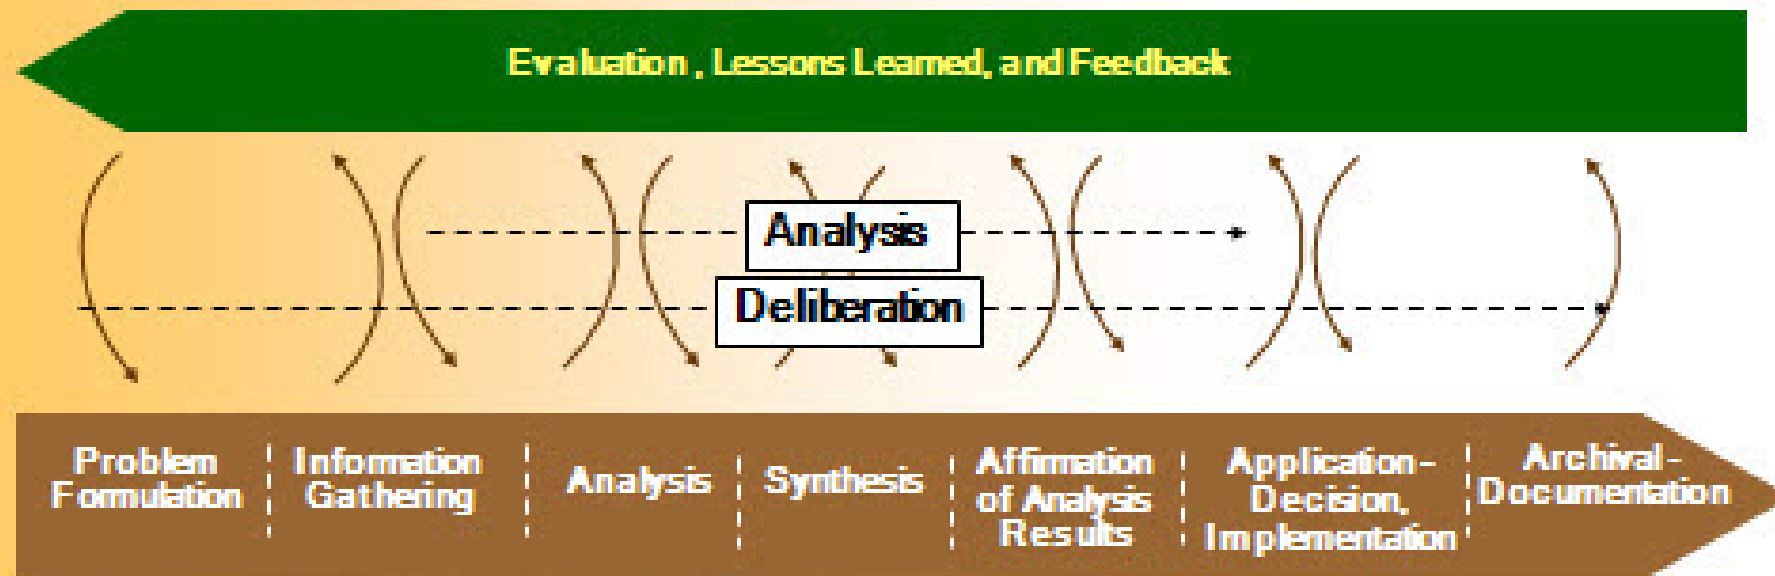 Evaluation , Lessons Learned, and Feedback
Analysis
Deliberation
Problem
Formulation
Information
Gathering
Analysis
Synthesis
Affirmation
of Analysis
Results
Application-
Decision,
Implementation
Archival-
Documentation